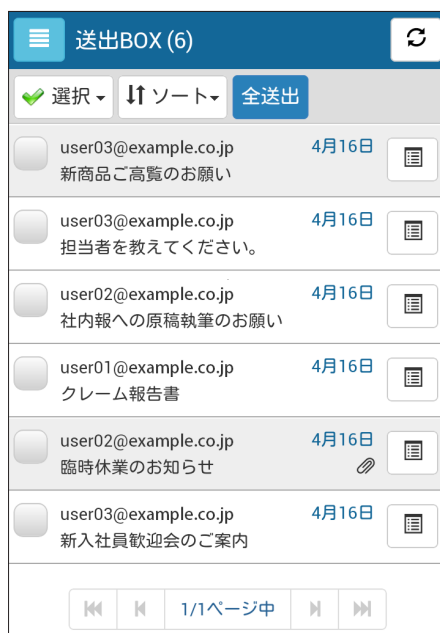 送出BOX (6)
選択 ソート 全送出
user03@example.co.jp 4月16日
新商品ご高覧のお願い
user03@example.co.jp 4月16日
担当者を教えてください。
user02@example.co.jp 4月16日
社内報への原稿執筆のお願い
user01@example.co.jp 4月16日
クレーム報告書
user02@example.co.jp 4月16日
臨時休業のお知らせ
user03@example.co.jp 4月16日
新入社員歓迎会のご案内
1/1ページ中